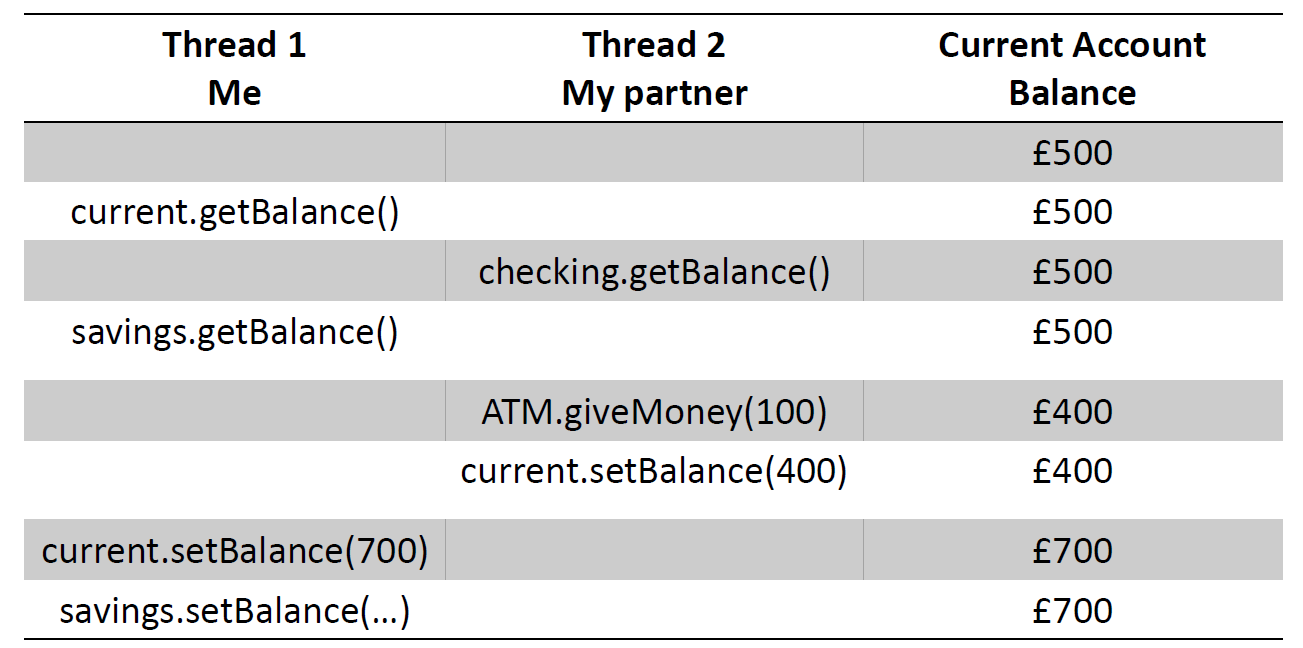 Thread 1 Thread 2 Current Account
Me My partner Balance
£500
current.getBalance() £500
checking.getBalance() £500
savings.getBalance() £500
ATM.giveMoney(100) £400
current.setBalance(400) £400
current.setBalance(700) £700
savings.setBalance(...) £700